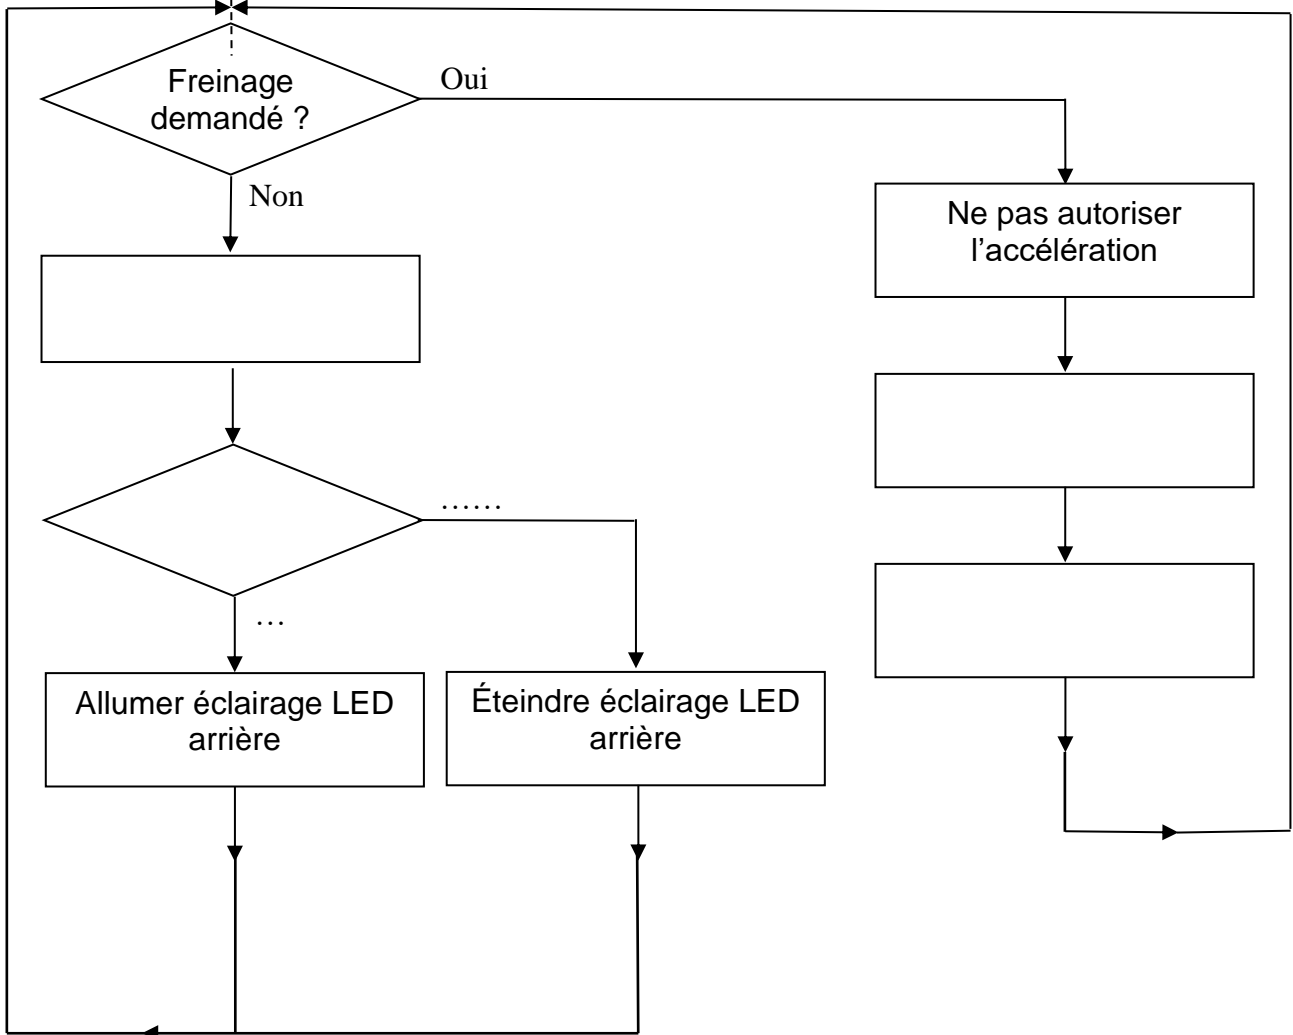 Freinage
demandé ?
Oui
Non
Ne pas autoriser
l’accélération
……
…
Allumer éclairage LED
arrière
Éteindre éclairage LED
arrière